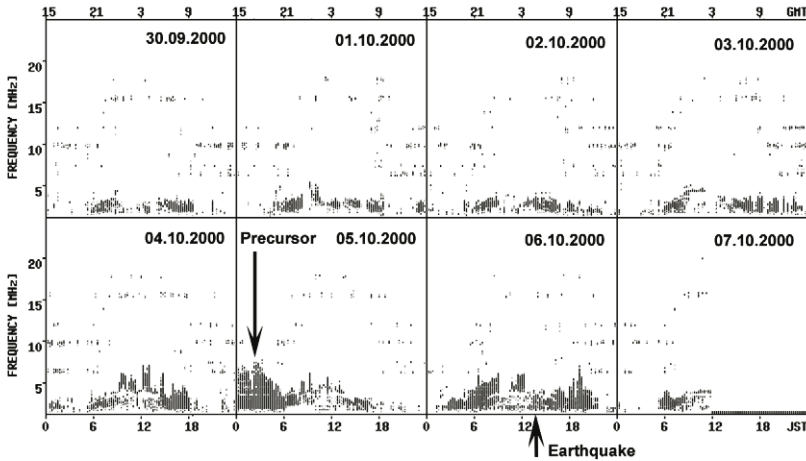 15 21 3 9 15 21 3 9 15 21 3 9 15 21 3 9 GMT
FREQUENCY [MHz]
20
15
10
5
30.09.2000
01.10.2000
02.10.2000
03.10.2000
FREQUENCY [MHz]
20
15
10
5
04.10.2000
Precursor
05.10.2000
06.10.2000
07.10.2000
0 6 12 18 0 6 12 18 0 6 12 18 0 6 12 18 JST
Earthquake